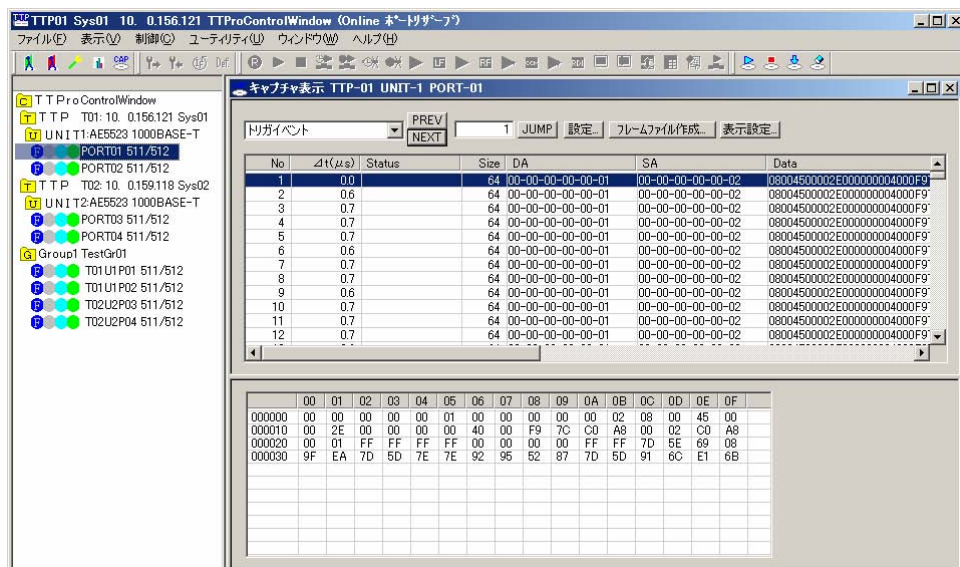 TTP01 Sys01 10. 0.156.121 TTProControlWindow (Online ポートリザーブ)
ファイル(F) 表示(V) 制御(C) ユーティリティ(U) ウィンドウ(W) ヘルプ(H)
CAP
TTProControlWindow
TTP T01: 10. 0.156.121 Sys01
UNIT1:AE5523 1000BASE-T
PORT01 511/512
PORT02 511/512
TTP T02: 10. 0.159.118 Sys02
UNIT2:AE5523 1000BASE-T
PORT03 511/512
PORT04 511/512
Group1 TestGr01
T01U1P01 511/512
T01U1P02 511/512
T02U2P03 511/512
T02U2P04 511/512
キャプチャ表示 TTP-01 UNIT-1 PORT-01
トリガイベント PREV NEXT 1 JUMP 設定... フレームファイル作成... 表示設定...
No Δt(μs) Status Size DA SA Data
1 0.0 64 00-00-00-00-00-01 00-00-00-00-00-02 08004500002E000000004000F9
2 0.6 64 00-00-00-00-00-01 00-00-00-00-00-02 08004500002E000000004000F9
3 0.7 64 00-00-00-00-00-01 00-00-00-00-00-02 08004500002E000000004000F9
4 0.7 64 00-00-00-00-00-01 00-00-00-00-00-02 08004500002E000000004000F9
5 0.7 64 00-00-00-00-00-01 00-00-00-00-00-02 08004500002E000000004000F9
6 0.6 64 00-00-00-00-00-01 00-00-00-00-00-02 08004500002E000000004000F9
7 0.7 64 00-00-00-00-00-01 00-00-00-00-00-02 08004500002E000000004000F9
8 0.7 64 00-00-00-00-00-01 00-00-00-00-00-02 08004500002E000000004000F9
9 0.6 64 00-00-00-00-00-01 00-00-00-00-00-02 08004500002E000000004000F9
10 0.7 64 00-00-00-00-00-01 00-00-00-00-00-02 08004500002E000000004000F9
11 0.7 64 00-00-00-00-00-01 00-00-00-00-00-02 08004500002E000000004000F9
12 0.7 64 00-00-00-00-00-01 00-00-00-00-00-02 08004500002E000000004000F9
00 01 02 03 04 05 06 07 08 09 0A 0B 0C 0D 0E 0F
000000 00 00 00 00 00 01 00 00 00 00 00 02 08 00 45 00
000010 00 2E 00 00 00 00 40 00 F9 7C C0 A8 00 02 C0 A8
000020 00 01 FF FF FF FF 00 00 00 00 FF FF 7D 5E 69 08
000030 9F EA 7D 5D 7E 7E 92 95 52 87 7D 5D 91 6C E1 6B